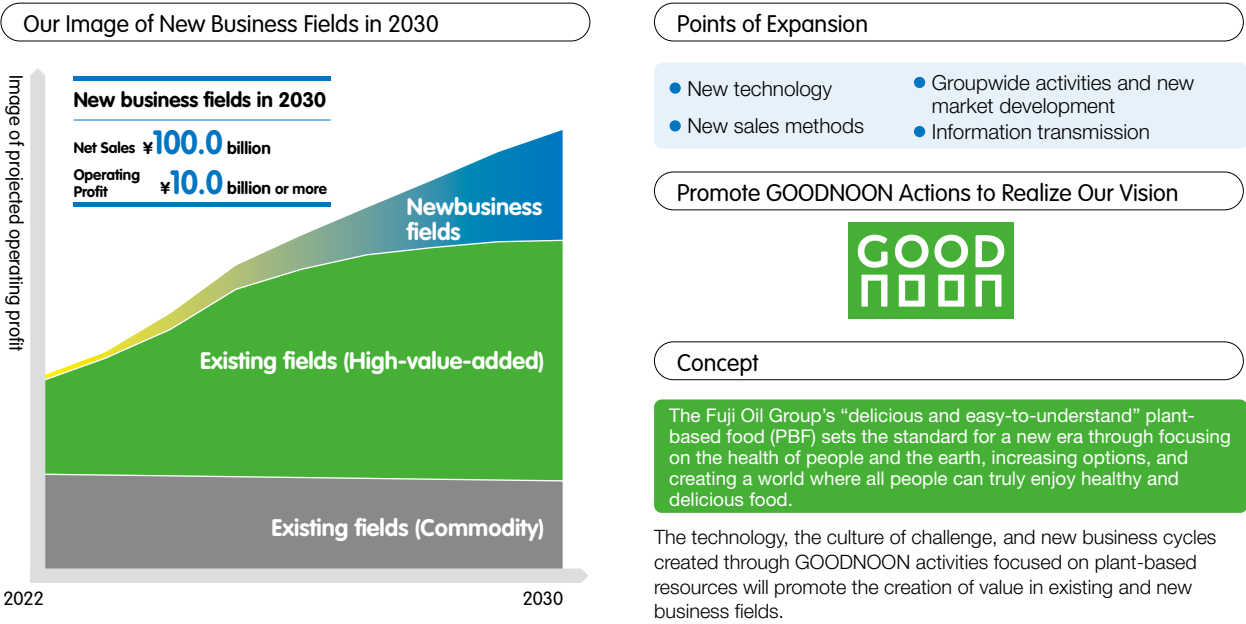 Our Image of New Business Fields in 2030
Image of projected operating profit
New business fields in 2030
Net Sales ¥100.0 billion
Operating
Profit ¥10.0 billion or more
Newbusiness
fields
Existing fields (High-value-added)
Existing fields (Commodity)
2022
2030
Points of Expansion
● New technology
● New sales methods
● Groupwide activities and new
market development
● Information transmission
Promote GOODNOON Actions to Realize Our Vision
GOOD
NOON
Concept
The Fuji Oil Group’s “delicious and easy-to-understand” plant-
based food (PBF) sets the standard for a new era through focusing
on the health of people and the earth, increasing options, and
creating a world where all people can truly enjoy healthy and
delicious food.
The technology, the culture of challenge, and new business cycles
created through GOODNOON activities focused on plant-based
resources will promote the creation of value in existing and new
business fields.